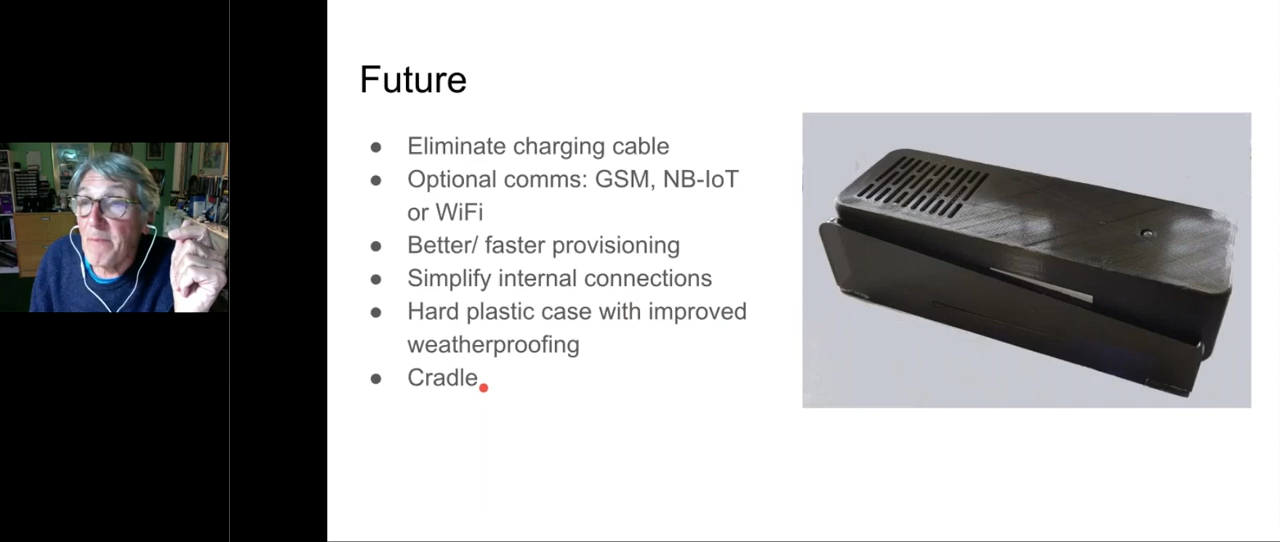 Future
● Eliminate charging cable
● Optional comms: GSM, NB-IoT
or WiFi
● Better/ faster provisioning
● Simplify internal connections
● Hard plastic case with improved
weatherproofing
● Cradle